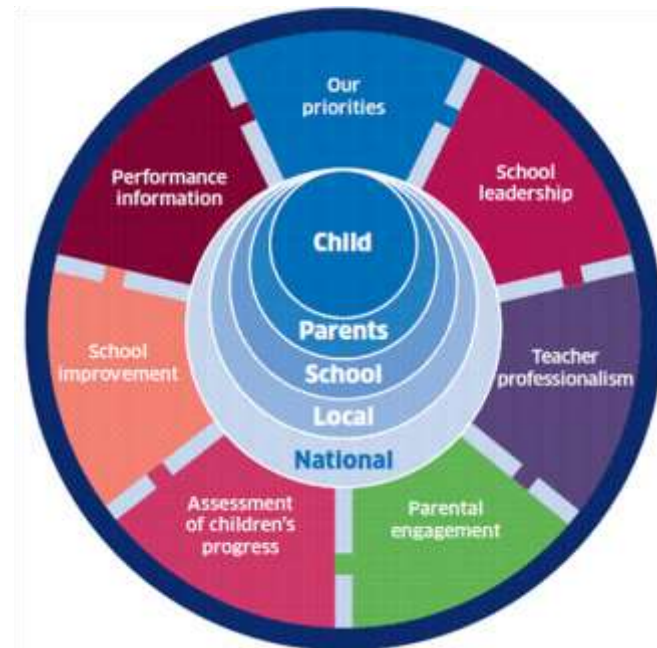 Our
priorities
School
leadership
Teacher
professionalism
Parental
engagement
Assessment
of children's
progress
School
improvement
Performance
information
Child
Parents
School
Local
National